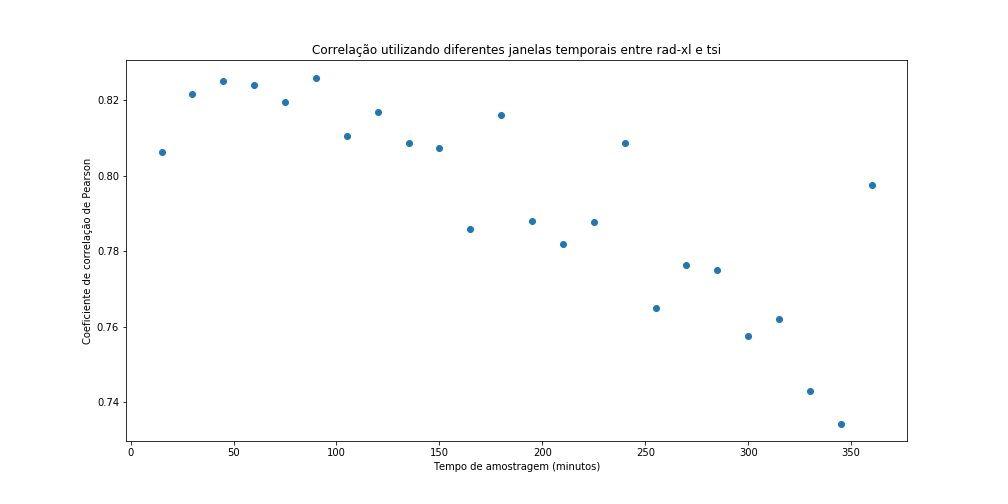 Correlação utilizando diferentes janelas temporais entre rad-xl e tsi
Coeficiente de correlação de Pearson
0.82
0.80
0.78
0.76
0.74
0 50 100 150 200 250 300 350
Tempo de amostragem (minutos)